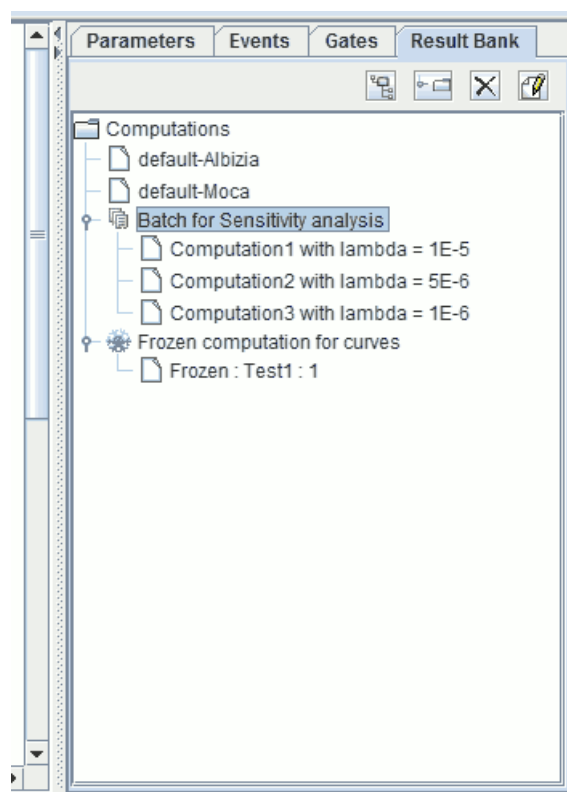 Parameters Events Gates Result Bank
Computations
default-Albizia
default-Moca
Batch for Sensitivity analysis
Computation1 with lambda = 1E-5
Computation2 with lambda = 5E-6
Computation3 with lambda = 1E-6
Frozen computation for curves
Frozen : Test1 : 1